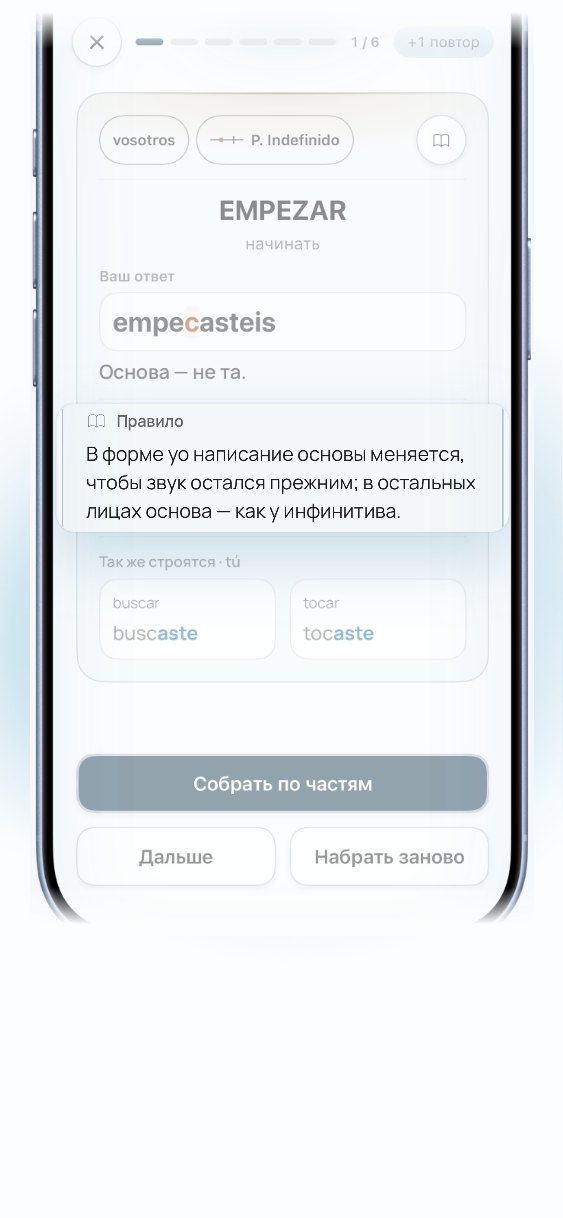 1 / 6
+1 повтор
vosotros
P. Indefinido
EMPEZAR
начинать
Ваш ответ
empecasteis
Основа — не та.
Правило
В форме yo написание основы меняется,
чтобы звук остался прежним; в остальных
лицах основа — как у инфинитива.
Так же строятся · tú
buscar
tocar
buscaste
tocaste
Собрать по частям
Дальше
Набрать заново